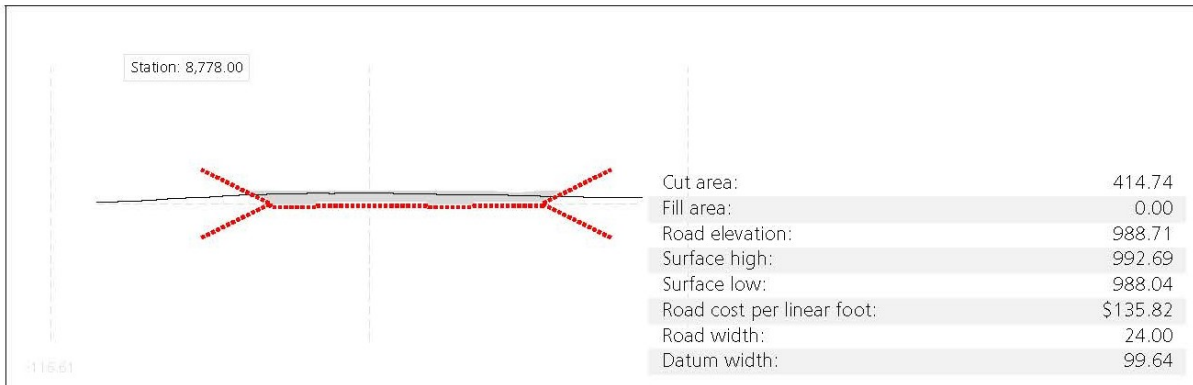 Station: 8,778.00
Cut area: 414.74
Fill area: 0.00
Road elevation: 988.71
Surface high: 992.69
Surface low: 988.04
Road cost per linear foot: $135.82
Road width: 24.00
Datum width: 99.64
-116.61